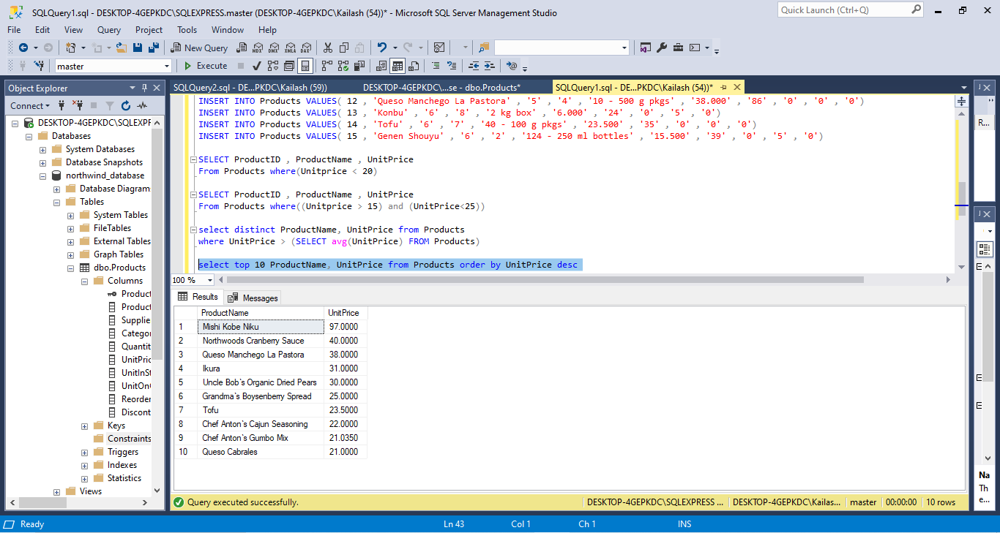 SQLQuery1.sql - DESKTOP-4GEPKDC\SQLEXPRESS.master (DESKTOP-4GEPKDC\Kailash (54))* - Microsoft SQL Server Management Studio
Quick Launch (Ctrl+Q)
File Edit View Query Project Tools Window Help
New Query MDX DMX XMLA DAX
master Execute
Object Explorer
SQLQuery2.sql - DE...PKDC\Kailash (59)) DESKTOP-4GEPKDC\...se - dbo.Products* SQLQuery1.sql - DE...PKDC\Kailash (54))*
Connect
DESKTOP-4GEPKDC\SQLEXPF
Databases
System Databases
Database Snapshots
northwind_database
Database Diagram
Tables
System Tables
FileTables
External Tables
Graph Tables
dbo.Products
Columns
Product
Product
Supplie
Categor
Quantit
UnitPric
UnitInSt
UnitOnO
Reorder
Discont
Keys
Constraints
Triggers
Indexes
Statistics
Views
INSERT INTO Products VALUES( 12 , 'Queso Manchego La Pastora' , '5' , '4' , '10 - 500 g pkgs' , '38.000' , '86' , '0' , '0' , '0')
INSERT INTO Products VALUES( 13 , 'Konbu' , '6' , '8' , '2 kg box' , '6.000' , '24' , '0' , '5' , '0')
INSERT INTO Products VALUES( 14 , 'Tofu' , '6' , '7' , '40 - 100 g pkgs' , '23.500' , '35' , '0' , '0' , '0')
INSERT INTO Products VALUES( 15 , 'Genen Shouyu' , '6' , '2' , '124 - 250 ml bottles' , '15.500' , '39' , '0' , '5' , '0')
SELECT ProductID , ProductName , UnitPrice
From Products where(Unitprice < 20)
SELECT ProductID , ProductName , UnitPrice
From Products where((Unitprice > 15) and (UnitPrice<25))
select distinct ProductName, UnitPrice from Products
where UnitPrice > (SELECT avg(UnitPrice) FROM Products)
select top 10 ProductName, UnitPrice from Products order by UnitPrice desc
100 %
Results Messages
ProductName UnitPrice
1 Mishi Kobe Niku 97.0000
2 Northwoods Cranberry Sauce 40.0000
3 Queso Manchego La Pastora 38.0000
4 Ikura 31.0000
5 Uncle Bob`s Organic Dried Pears 30.0000
6 Grandma`s Boysenberry Spread 25.0000
7 Tofu 23.5000
8 Chef Anton`s Cajun Seasoning 22.0000
9 Chef Anton`s Gumbo Mix 21.0350
10 Queso Cabrales 21.0000
Query executed successfully. DESKTOP-4GEPKDC\SQLEXPRESS ... DESKTOP-4GEPKDC\Kailas... master 00:00:00 10 rows
R...
Na
Th
e...
Ready Ln 43 Col 1 Ch 1 INS